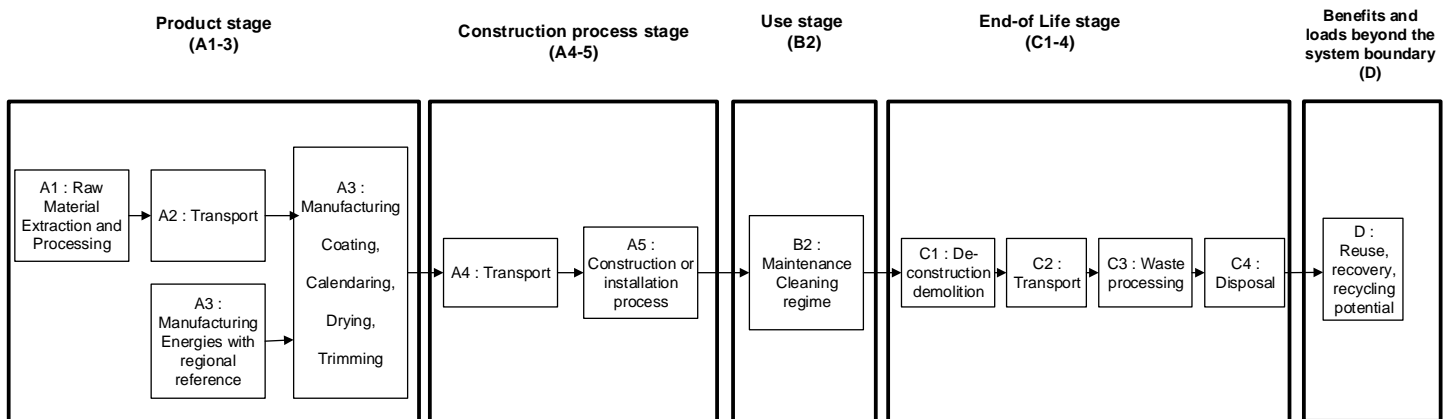 Product stage
(A1-3)
Construction process stage
(A4-5)
Use stage
(B2)
End-of Life stage
(C1-4)
Benefits and
loads beyond the
system boundary
(D)
A1 : Raw
Material
Extraction and
Processing
A2 : Transport
A3 :
Manufacturing
Energies with
regional
reference
A3 :
Manufacturing
Coating,
Calendaring,
Drying,
Trimming
A4 : Transport
A5 :
Construction or
installation
process
B2 :
Maintenance
Cleaning
regime
C1 : De-
construction
demolition
C2 :
Transport
C3 : Waste
processing
C4 :
Disposal
D :
Reuse,
recovery,
recycling
potential